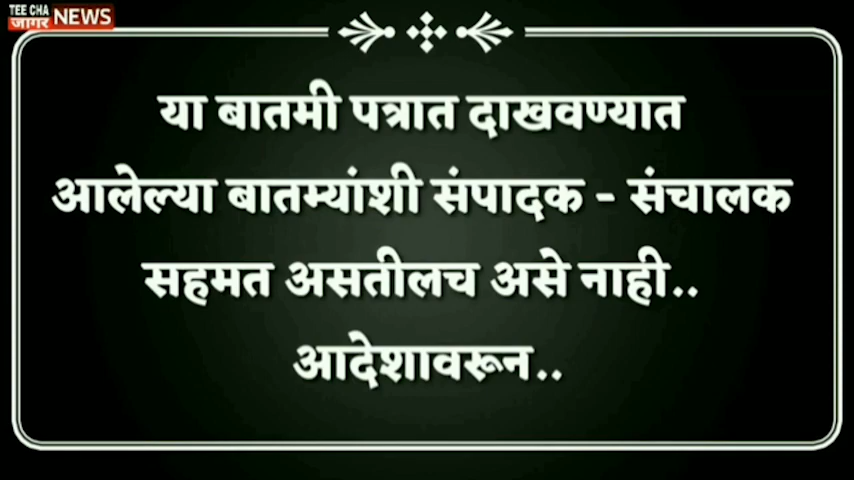 TEE CHA
जागर NEWS
या बातमी पत्रात दाखवण्यात
आलेल्या बातम्यांशी संपादक - संचालक
सहमत असतीलच असे नाही..
आदेशावरून..